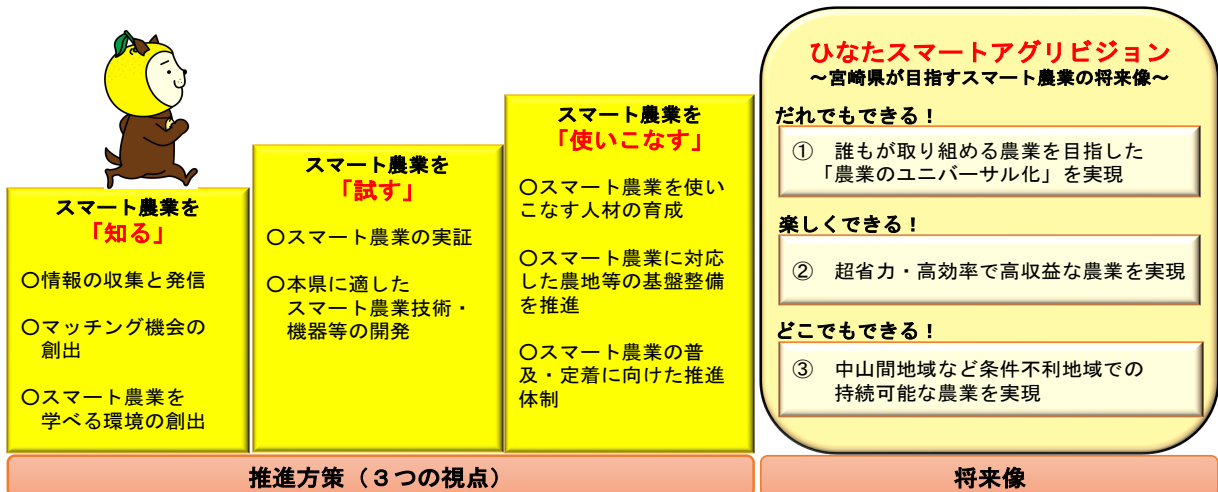 スマート農業を
「知る」
〇情報の収集と発信
〇マッチング機会の
創出
〇スマート農業を
学べる環境の創出
スマート農業を
「試す」
〇スマート農業の実証
〇本県に適した
スマート農業技術・
機器等の開発
スマート農業を
「使いこなす」
〇スマート農業を使い
こなす人材の育成
〇スマート農業に対応
した農地等の基盤整備
を推進
〇スマート農業の普
及・定着に向けた推進
体制
推進方策（３つの視点）
ひなたスマートアグリビジョン
～宮崎県が目指すスマート農業の将来像～
だれでもできる！
① 誰もが取り組める農業を目指した
「農業のユニバーサル化」を実現
楽しくできる！
② 超省力・高効率で高収益な農業を実現
どこでもできる！
③ 中山間地域など条件不利地域での
持続可能な農業を実現
将来像